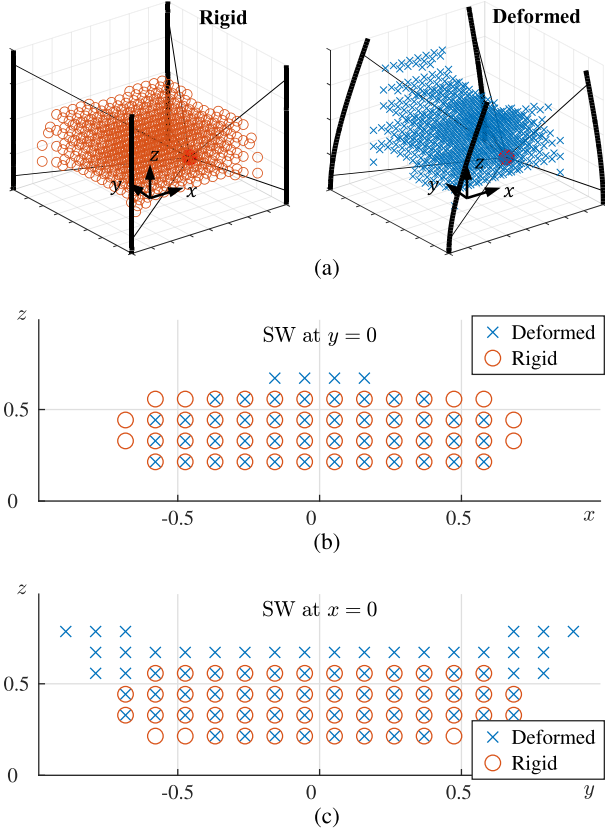 Rigid
Deformed
z
y
x
z
y
x
(a)
z
SW at y = 0
Deformed
Rigid
0.5
0
-0.5
0
0.5
x
(b)
z
SW at x = 0
0.5
Deformed
Rigid
0
-0.5
0
0.5
y
(c)